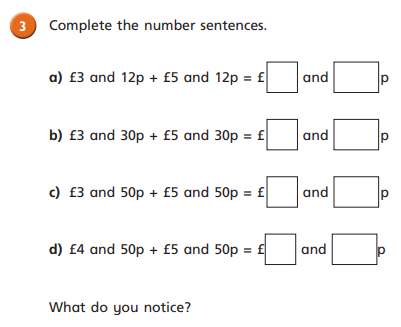 3 Complete the number sentences.
a) £3 and 12p + £5 and 12p = £ and p
b) £3 and 30p + £5 and 30p = £ and p
c) £3 and 50p + £5 and 50p = £ and p
d) £4 and 50p + £5 and 50p = £ and p
What do you notice?